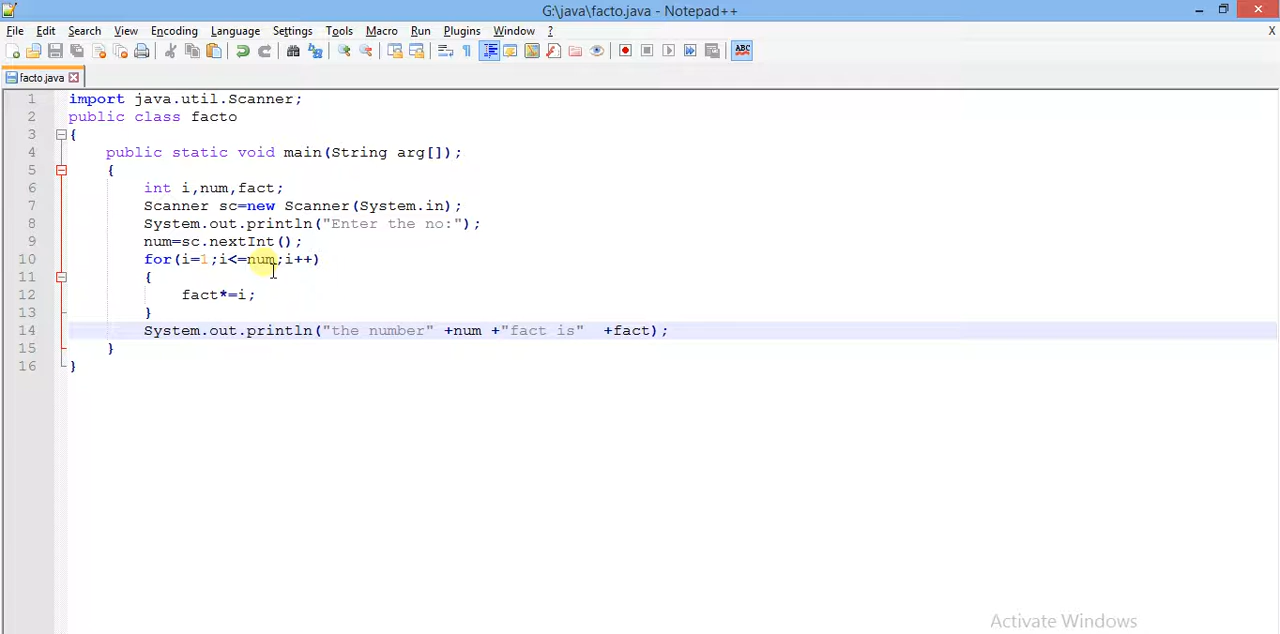 G:\java\facto.java - Notepad++
File Edit Search View Encoding Language Settings Tools Macro Run Plugins Window ? X
ABC
facto.java
1 import java.util.Scanner;
2 public class facto
3 {
4 public static void main(String arg[]);
5 {
6 int i,num,fact;
7 Scanner sc=new Scanner(System.in);
8 System.out.println("Enter the no:");
9 num=sc.nextInt();
10 for(i=1;i<=num;i++)
11 {
12 fact*=i;
13 }
14 System.out.println("the number" +num +"fact is"  +fact);
15 }
16 }
Activate Windows